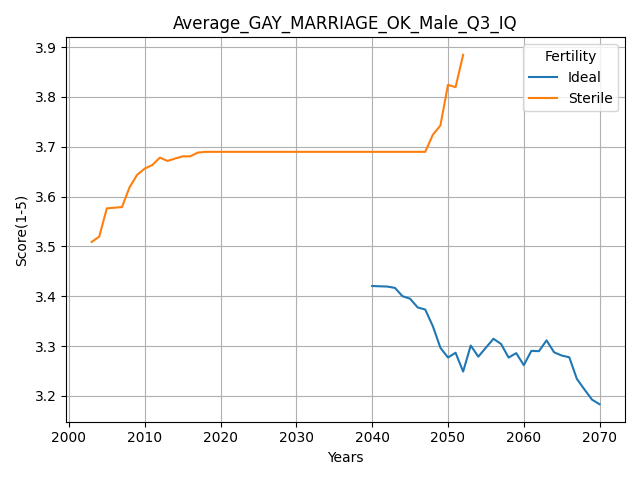 Average_GAY_MARRIAGE_OK_Male_Q3_IQ
Fertility
Ideal
Sterile
Score(1-5)
3.9
3.8
3.7
3.6
3.5
3.4
3.3
3.2
2000 2010 2020 2030 2040 2050 2060 2070
Years